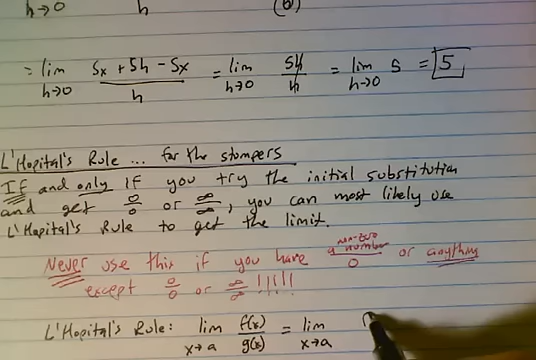 h→0 h (0)
= lim h→0 5x + 5h - 5x / h = lim h→0 5h / h = lim h→0 5 = 5
L'Hopital's Rule ... for the stompers
If and only if you try the initial substitution
and get 0/0 or ∞/∞, you can most likely use
L'Hopital's Rule to get the limit.
Never use this if you have a non-zero number / 0 or anything
except 0/0 or ∞/∞ !!!!!
L'Hopital's Rule: lim x→a f(x)/g(x) = lim x→a